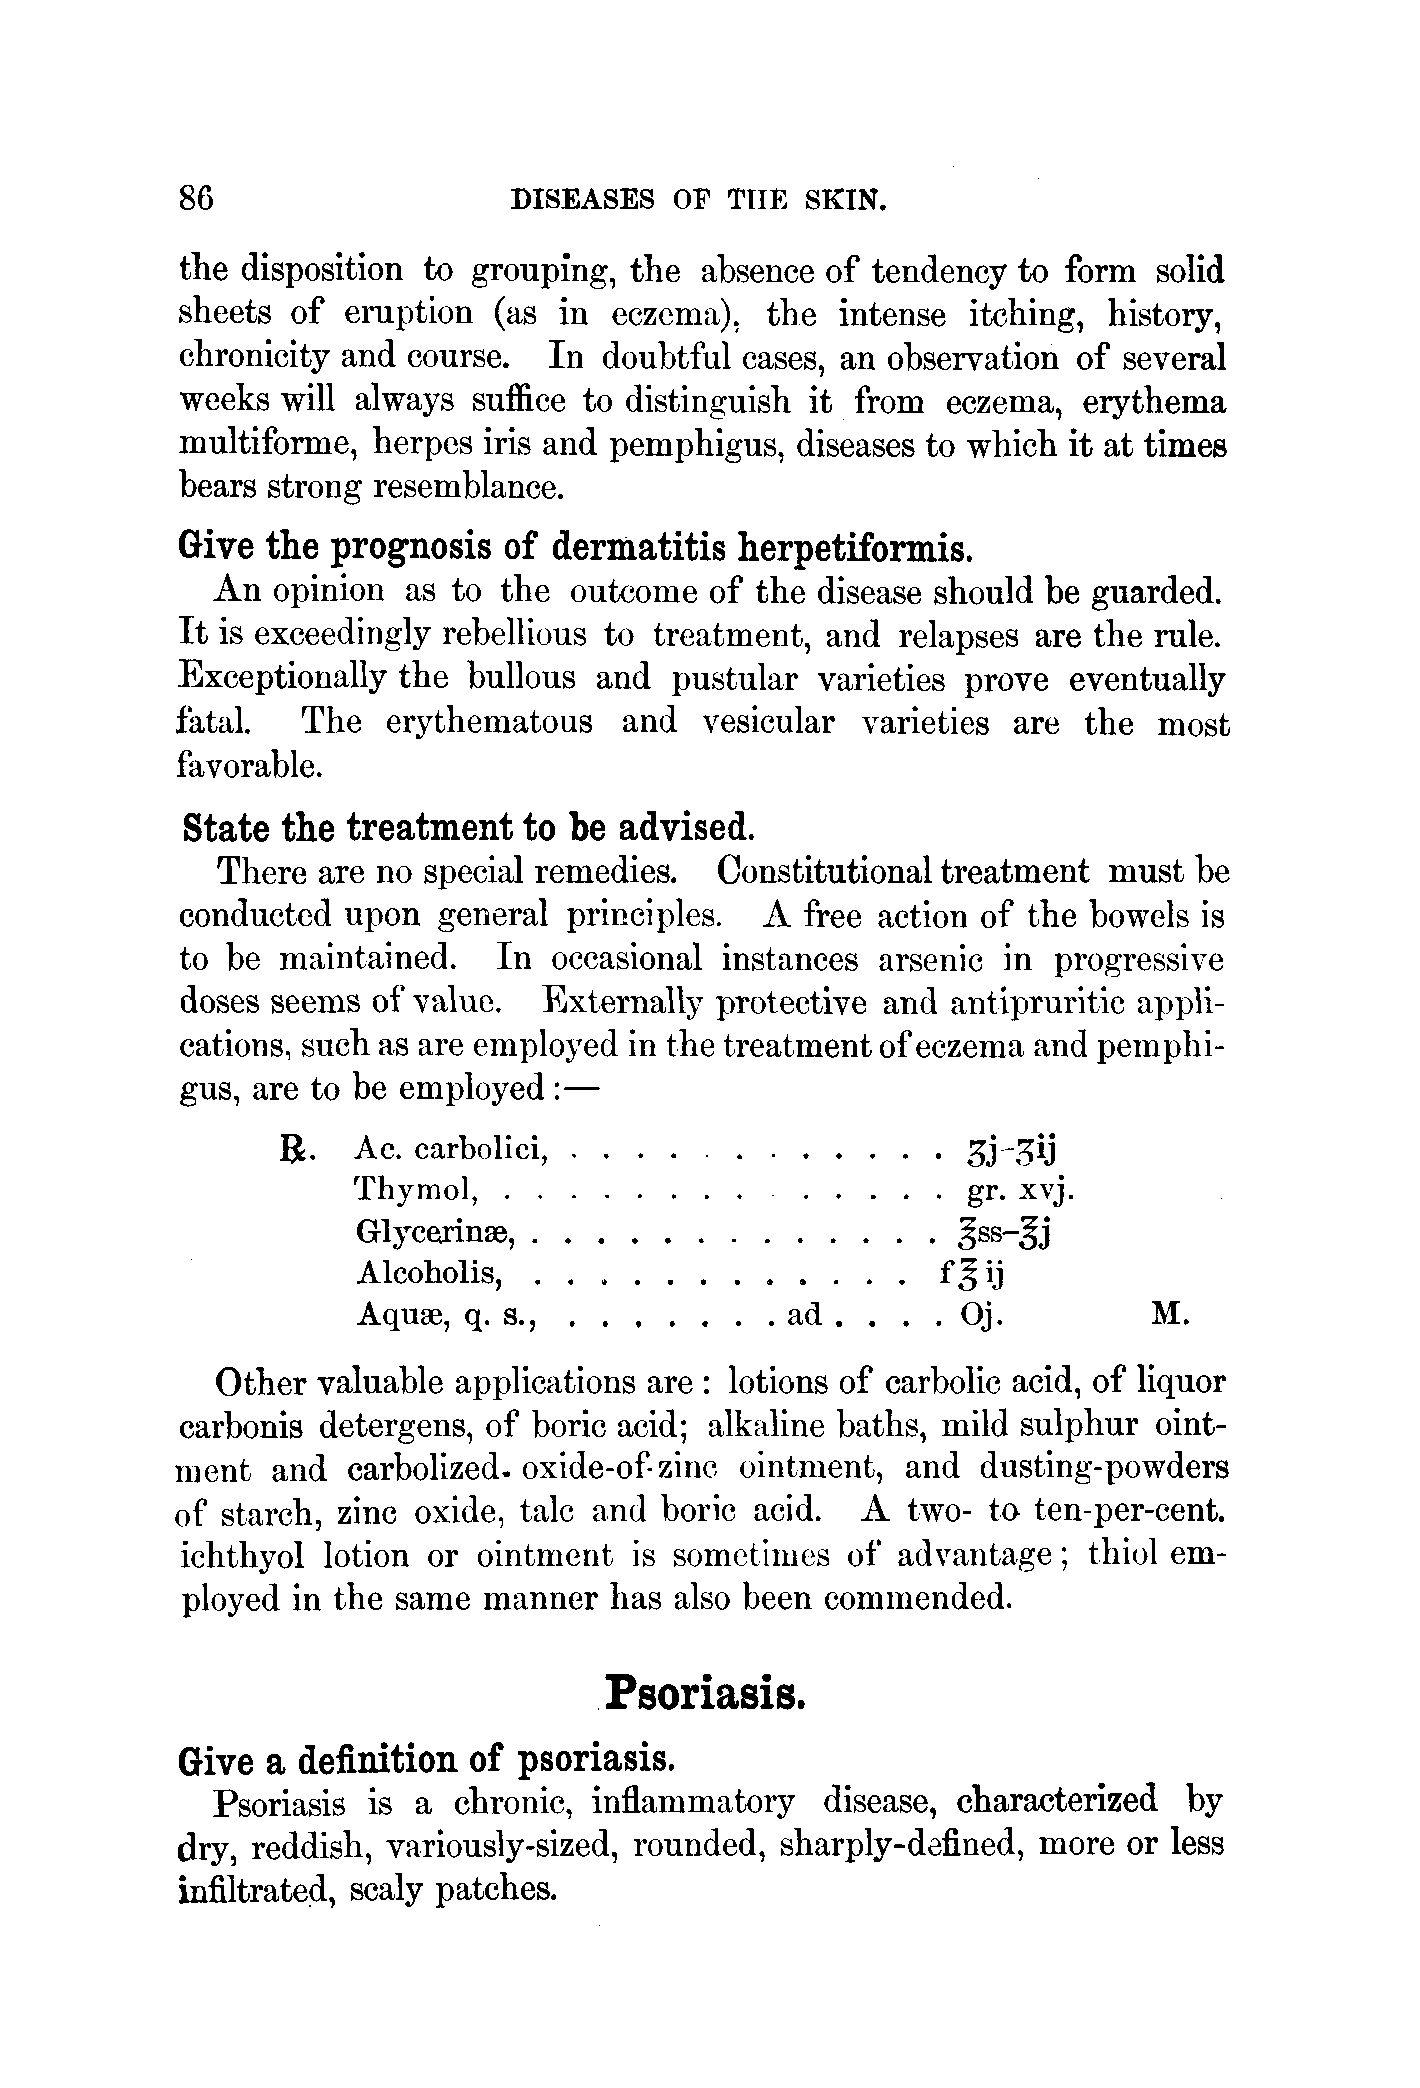 86 DISEASES OF THE SKIN.
the disposition to grouping, the absence of tendency to form solid
sheets of eruption (as in eczema), the intense itching, history,
chronicity and course. In doubtful cases, an observation of several
weeks will always suffice to distinguish it from eczema, erythema
multiforme, herpes iris and pemphigus, diseases to which it at times
bears strong resemblance.
Give the prognosis of dermatitis herpetiformis.
An opinion as to the outcome of the disease should be guarded.
It is exceedingly rebellious to treatment, and relapses are the rule.
Exceptionally the bullous and pustular varieties prove eventually
fatal. The erythematous and vesicular varieties are the most
favorable.
State the treatment to be advised.
There are no special remedies. Constitutional treatment must be
conducted upon general principles. A free action of the bowels is
to be maintained. In occasional instances arsenic in progressive
doses seems of value. Externally protective and antipruritic appli-
cations, such as are employed in the treatment of eczema and pemphi-
gus, are to be employed:—
℞. Ac. carbolici, . . . . . . . . . . . . ʒj-ʒij
Thymol, . . . . . . . . . . . . . . gr. xvj.
Glycerinæ, . . . . . . . . . . . . . ℥ss-℥j
Alcoholis, . . . . . . . . . . . . f℥ij
Aquæ, q. s., . . . . . . . ad . . . . Oj. M.
Other valuable applications are: lotions of carbolic acid, of liquor
carbonis detergens, of boric acid; alkaline baths, mild sulphur oint-
ment and carbolized-oxide-of-zinc ointment, and dusting-powders
of starch, zinc oxide, talc and boric acid. A two- to ten-per-cent.
ichthyol lotion or ointment is sometimes of advantage; thiol em-
ployed in the same manner has also been commended.
Psoriasis.
Give a definition of psoriasis.
Psoriasis is a chronic, inflammatory disease, characterized by
dry, reddish, variously-sized, rounded, sharply-defined, more or less
infiltrated, scaly patches.